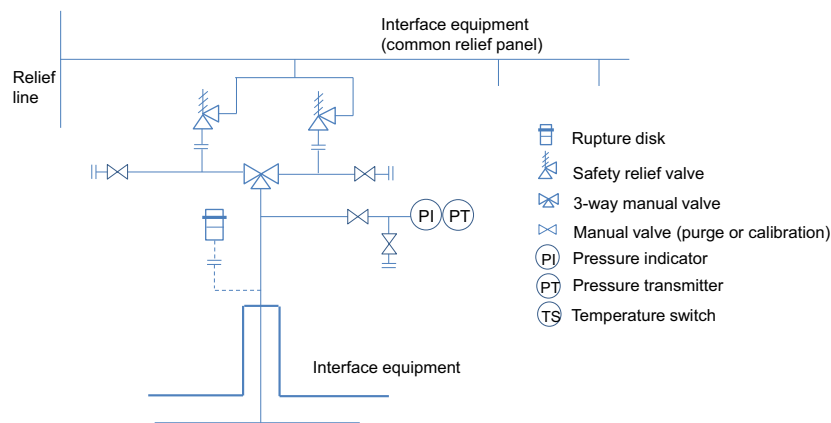 Interface equipment
(common relief panel)
Relief
line
Rupture disk
Safety relief valve
3-way manual valve
PI PT
Manual valve (purge or calibration)
PI Pressure indicator
PT Pressure transmitter
TS Temperature switch
Interface equipment